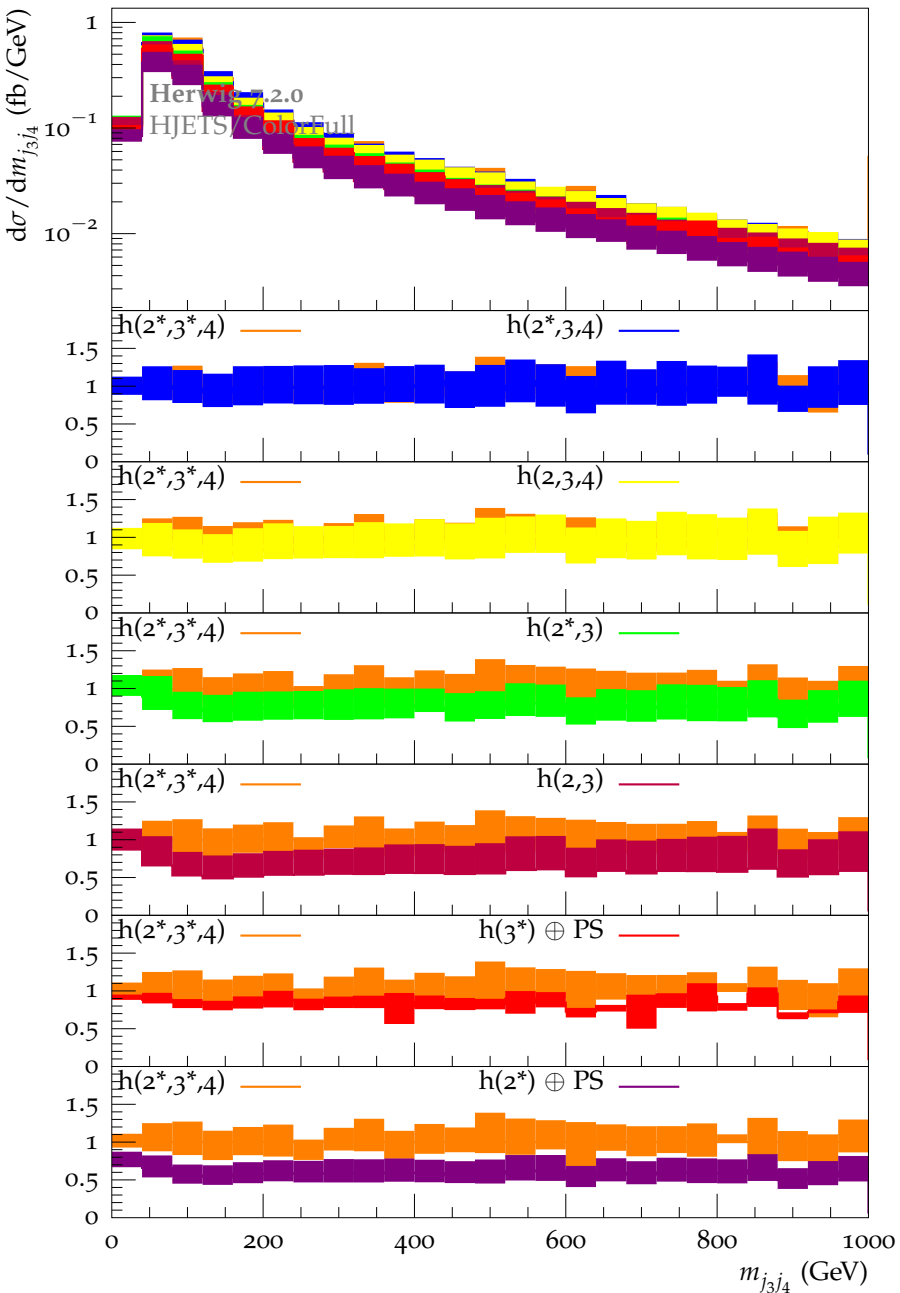 dσ/dm_{j_3j_4} (fb/GeV)
1
10^{-1}
10^{-2}
Herwig 7.2.0
HJETS/ColorFull
h(2*,3*,4) h(2*,3,4)
1.5
1
0.5
0
h(2*,3*,4) h(2,3,4)
1.5
1
0.5
0
h(2*,3*,4) h(2*,3)
1.5
1
0.5
0
h(2*,3*,4) h(2,3)
1.5
1
0.5
0
h(2*,3*,4) h(3*) ⊕ PS
1.5
1
0.5
0
h(2*,3*,4) h(2*) ⊕ PS
1.5
1
0.5
0
0 200 400 600 800 1000
m_{j_3j_4} (GeV)